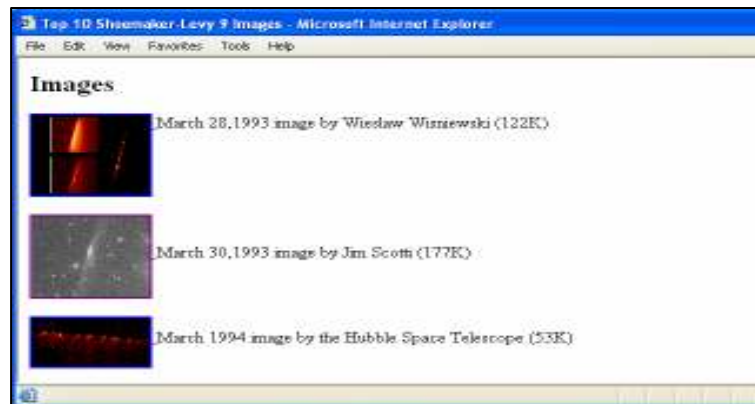 Top 10 Shoemaker-Levy 9 Images - Microsoft Internet Explorer
File Edit View Favorites Tools Help
Images
March 28,1993 image by Wieslaw Wisniewski (122K)
March 30,1993 image by Jim Scotti (177K)
March 1994 image by the Hubble Space Telescope (53K)